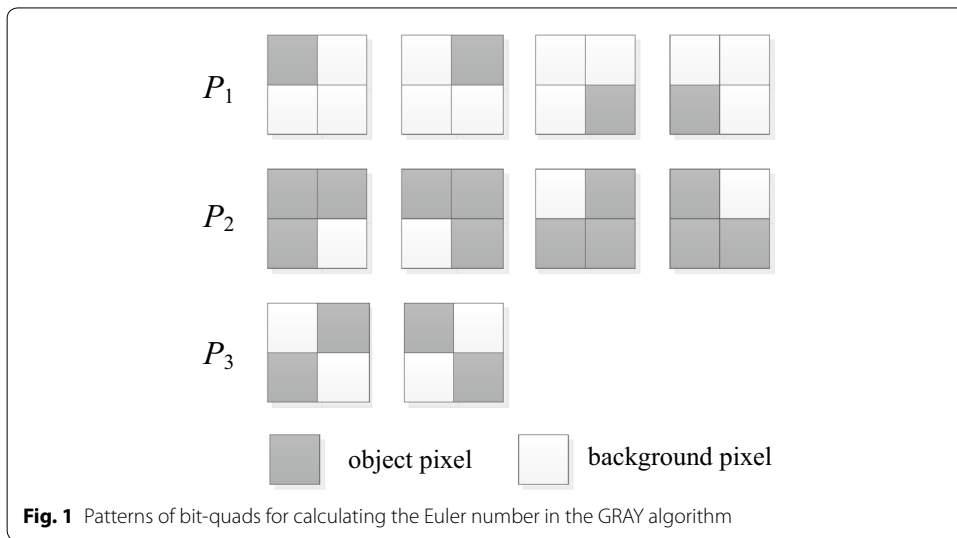 P1
P2
P3
object pixel
background pixel
Fig. 1 Patterns of bit-quads for calculating the Euler number in the GRAY algorithm